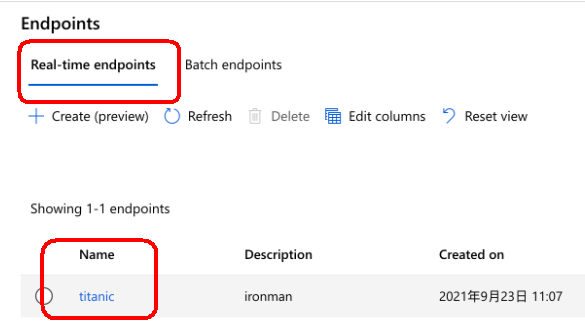 Endpoints
Real-time endpoints Batch endpoints
Create (preview) Refresh Delete Edit columns Reset view
Showing 1-1 endpoints
Name Description Created on
titanic ironman 2021年9月23日 11:07